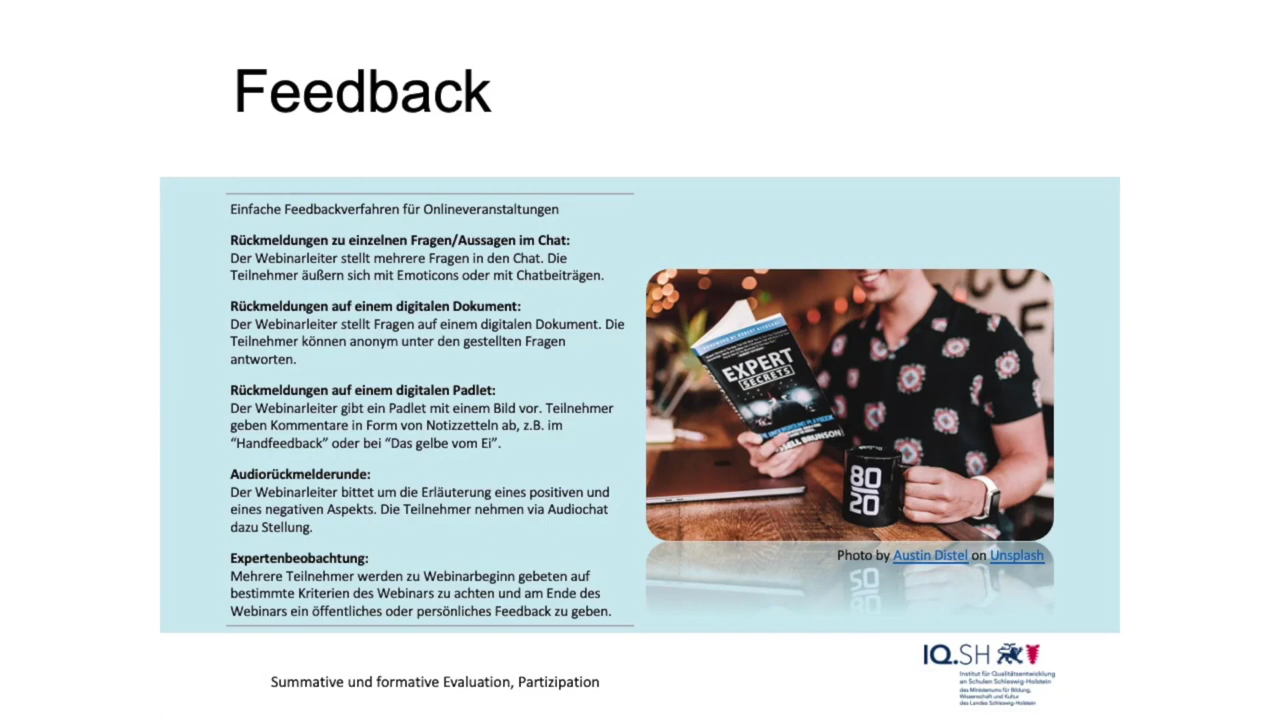 Feedback
Einfache Feedbackverfahren für Onlineveranstaltungen
Rückmeldungen zu einzelnen Fragen/Aussagen im Chat:
Der Webinarleiter stellt mehrere Fragen in den Chat. Die
Teilnehmer äußern sich mit Emoticons oder mit Chatbeiträgen.
Rückmeldungen auf einem digitalen Dokument:
Der Webinarleiter stellt Fragen auf einem digitalen Dokument. Die
Teilnehmer können anonym unter den gestellten Fragen
antworten.
Rückmeldungen auf einem digitalen Padlet:
Der Webinarleiter gibt ein Padlet mit einem Bild vor. Teilnehmer
geben Kommentare in Form von Notizzetteln ab, z.B. im
“Handfeedback” oder bei “Das gelbe vom Ei”.
Audiorückmelderunde:
Der Webinarleiter bittet um die Erläuterung eines positiven und
eines negativen Aspekts. Die Teilnehmer nehmen via Audiochat
dazu Stellung.
Expertenbeobachtung:
Mehrere Teilnehmer werden zu Webinarbeginn gebeten auf
bestimmte Kriterien des Webinars zu achten und am Ende des
Webinars ein öffentliches oder persönliches Feedback zu geben.
EXPERT
SECRETS
BRUNSON
80
20
Photo by Austin Distel on Unsplash
Summative und formative Evaluation, Partizipation
IQ.SH
Institut für Qualitätsentwicklung
an Schulen Schleswig-Holstein
des Ministeriums für Bildung,
Wissenschaft und Kultur
des Landes Schleswig-Holstein